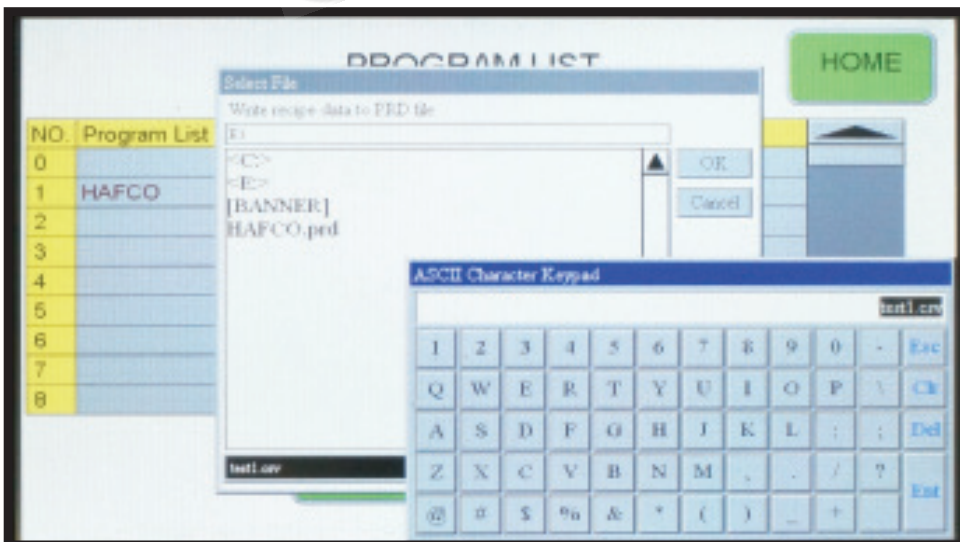 PROGRAM LIST
HOME
Select File
Write recipe data to PRD file
E:\
<C:>
<E:>
[BANNER]
HAFCO.prd
OK
Cancel
NO. Program List
0
1 HAFCO
2
3
4
5
6
7
8
test1.csv
ASCII Character Keypad
test1.csv
1 2 3 4 5 6 7 8 9 0 - Esc
Q W E R T Y U I O P \ Clr
A S D F G H J K L : ; Del
Z X C V B N M , . / ? Ent
@ # $ % & * ( ) _ +